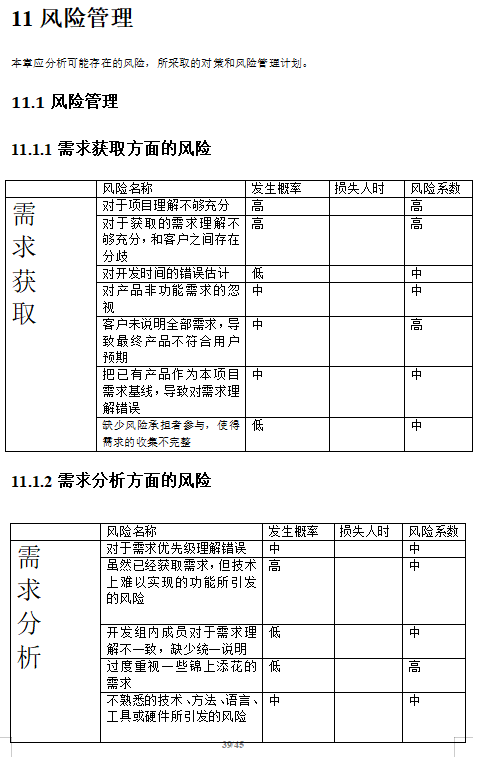 11 风险管理
本章应分析可能存在的风险，所采取的对策和风险管理计划。
11.1 风险管理
11.1.1 需求获取方面的风险
风险名称 发生概率 损失人时 风险系数
需求获取
对于项目理解不够充分 高 高
对于获取的需求理解不 高 高
够充分，和客户之间存在
分歧
对开发时间的错误估计 低 中
对产品非功能需求的忽 中 中
视
客户未说明全部需求，导 中 高
致最终产品不符合用户
预期
把已有产品作为本项目 中 中
需求基线，导致对需求理
解错误
缺少风险承担者参与，使得 低 中
需求的收集不完整
11.1.2 需求分析方面的风险
风险名称 发生概率 损失人时 风险系数
需求分析
对于需求优先级理解错误 中 中
虽然已经获取需求，但技术 高 中
上难以实现的功能所引发
的风险
开发组内成员对于需求理 低 中
解不一致，缺少统一说明
过度重视一些锦上添花的 低 高
需求
不熟悉的技术、方法、语言、 中 中
工具或硬件所引发的风险
39/45